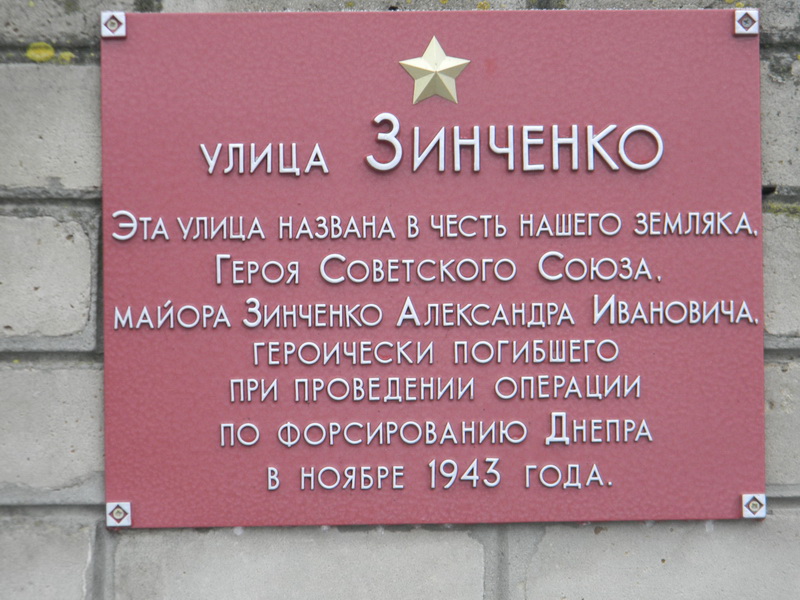 улица Зинченко
Эта улица названа в честь нашего земляка,
Героя Советского Союза,
майора Зинченко Александра Ивановича,
героически погибшего
при проведении операции
по форсированию Днепра
в ноябре 1943 года.